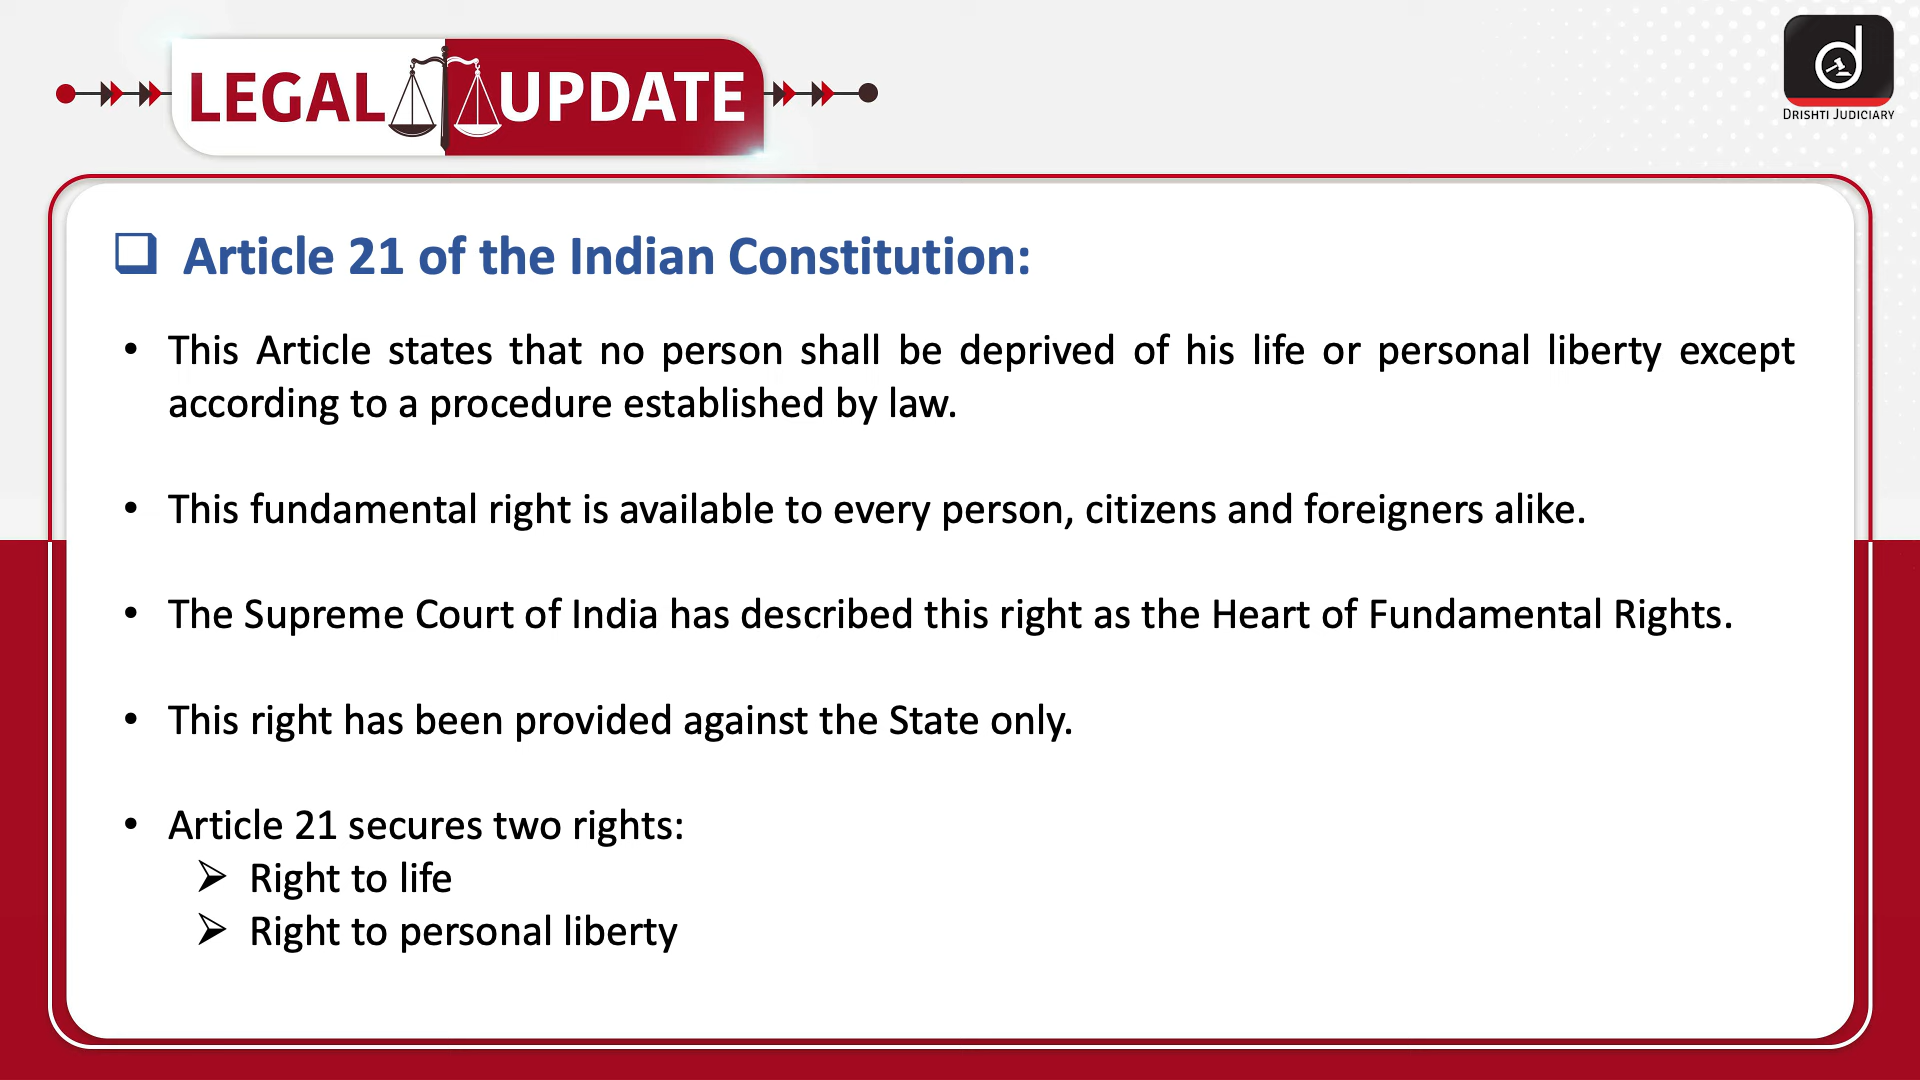 LEGAL UPDATE
DRISHTI JUDICIARY
Article 21 of the Indian Constitution:
• This Article states that no person shall be deprived of his life or personal liberty except
according to a procedure established by law.
• This fundamental right is available to every person, citizens and foreigners alike.
• The Supreme Court of India has described this right as the Heart of Fundamental Rights.
• This right has been provided against the State only.
• Article 21 secures two rights:
➢ Right to life
➢ Right to personal liberty